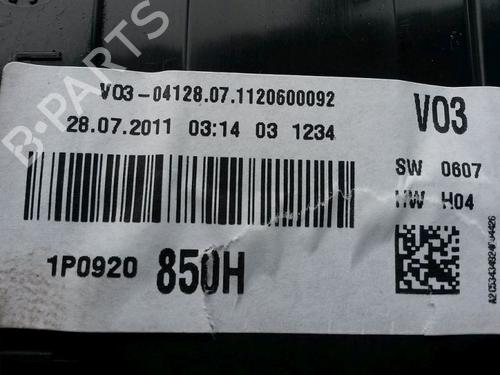 V03-04128.07.1120600092
28.07.2011 03:14 03 1234
1P0920 850H
V03
SW 0607
HW H04
B-PARTS